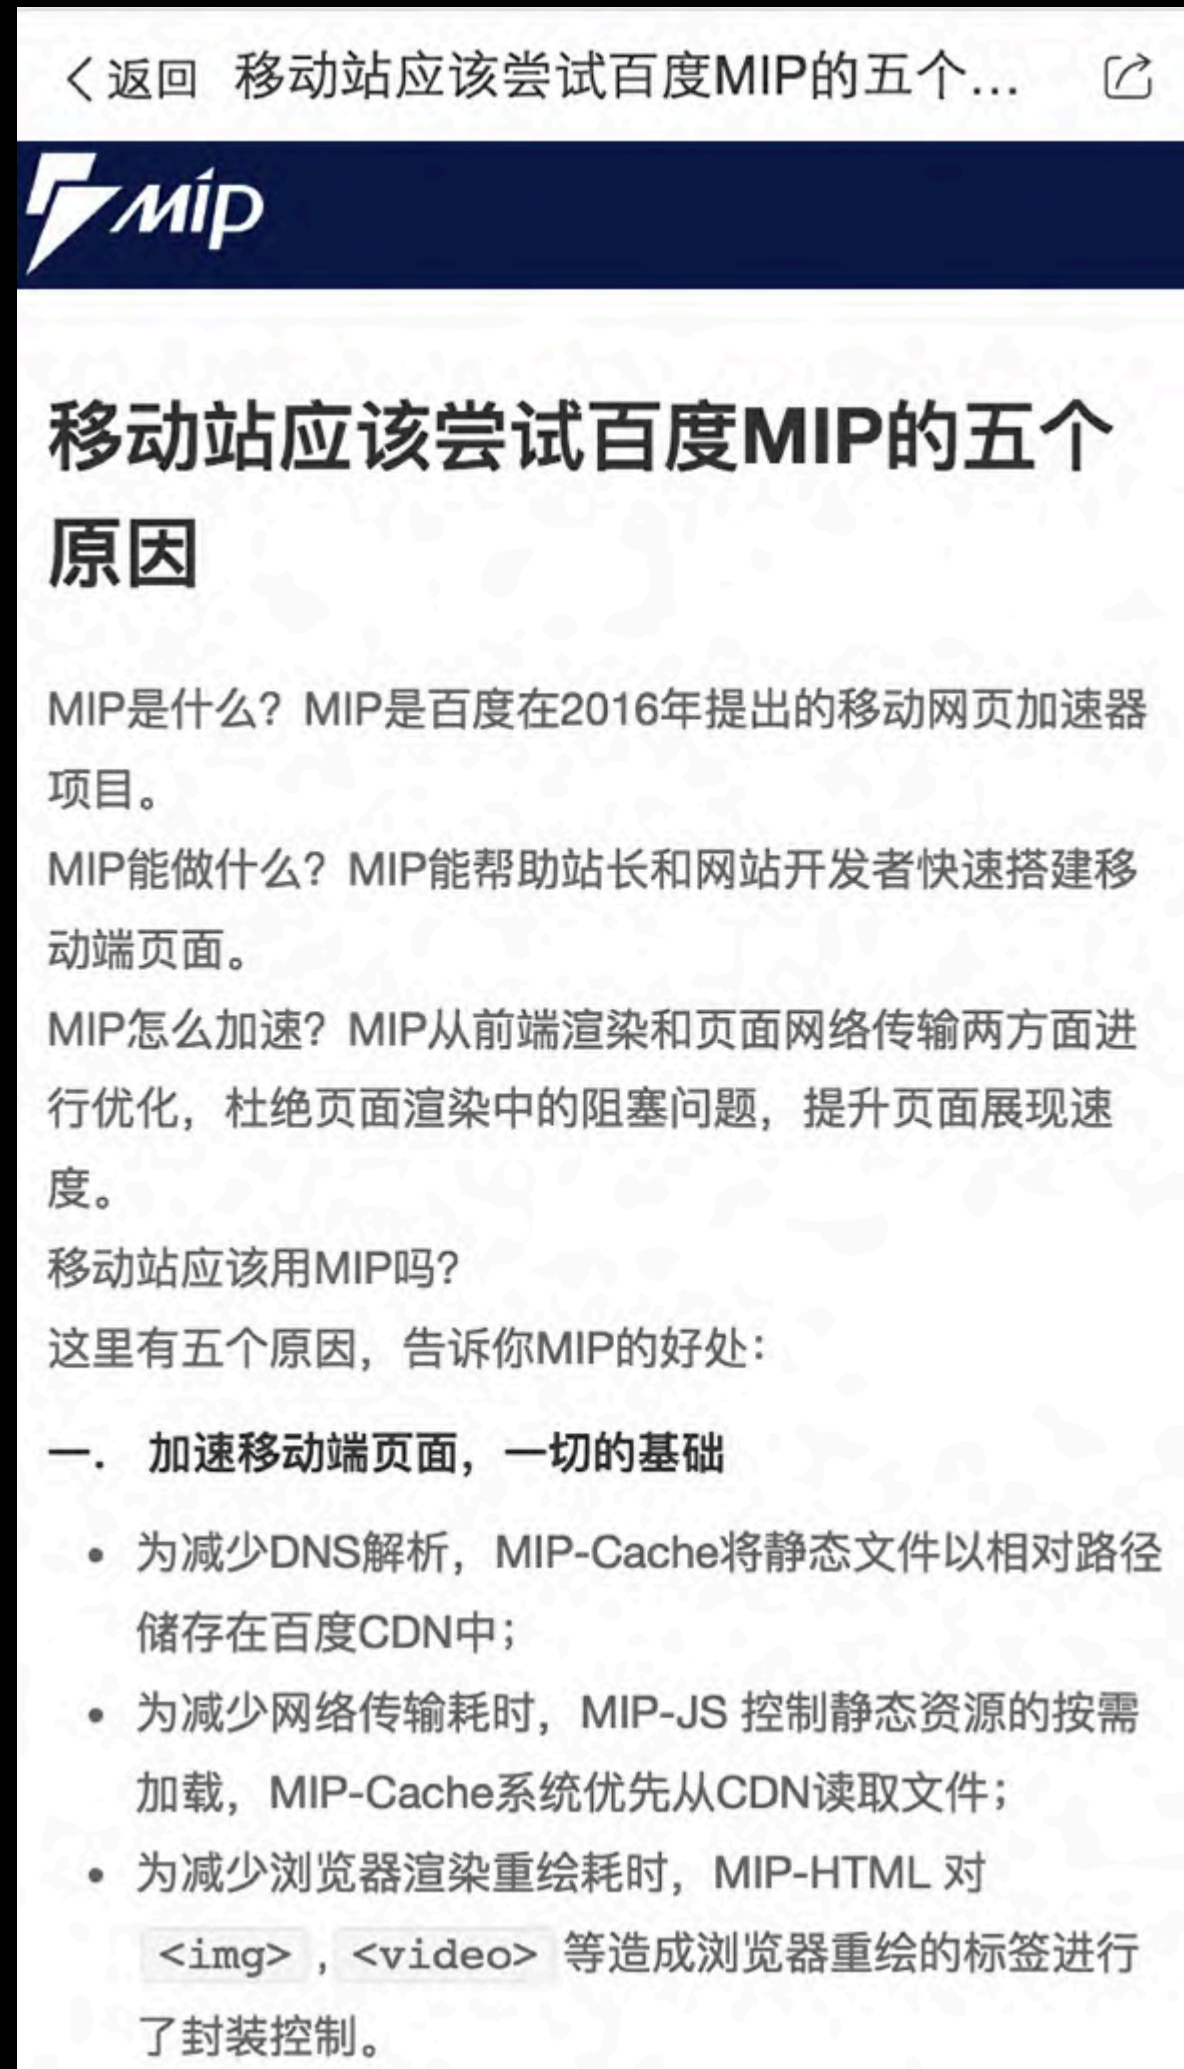 返回 移动站应该尝试百度MIP的五个...
MIP
移动站应该尝试百度MIP的五个
原因
MIP是什么？MIP是百度在2016年提出的移动网页加速器
项目。
MIP能做什么？MIP能帮助站长和网站开发者快速搭建移
动端页面。
MIP怎么加速？MIP从前端渲染和页面网络传输两方面进
行优化，杜绝页面渲染中的阻塞问题，提升页面展现速
度。
移动站应该用MIP吗?
这里有五个原因，告诉你MIP的好处：
一. 加速移动端页面，一切的基础
• 为减少DNS解析，MIP-Cache将静态文件以相对路径
储存在百度CDN中；
• 为减少网络传输耗时，MIP-JS 控制静态资源的按需
加载，MIP-Cache系统优先从CDN读取文件；
• 为减少浏览器渲染重绘耗时，MIP-HTML 对
<img> , <video> 等造成浏览器重绘的标签进行
了封装控制。